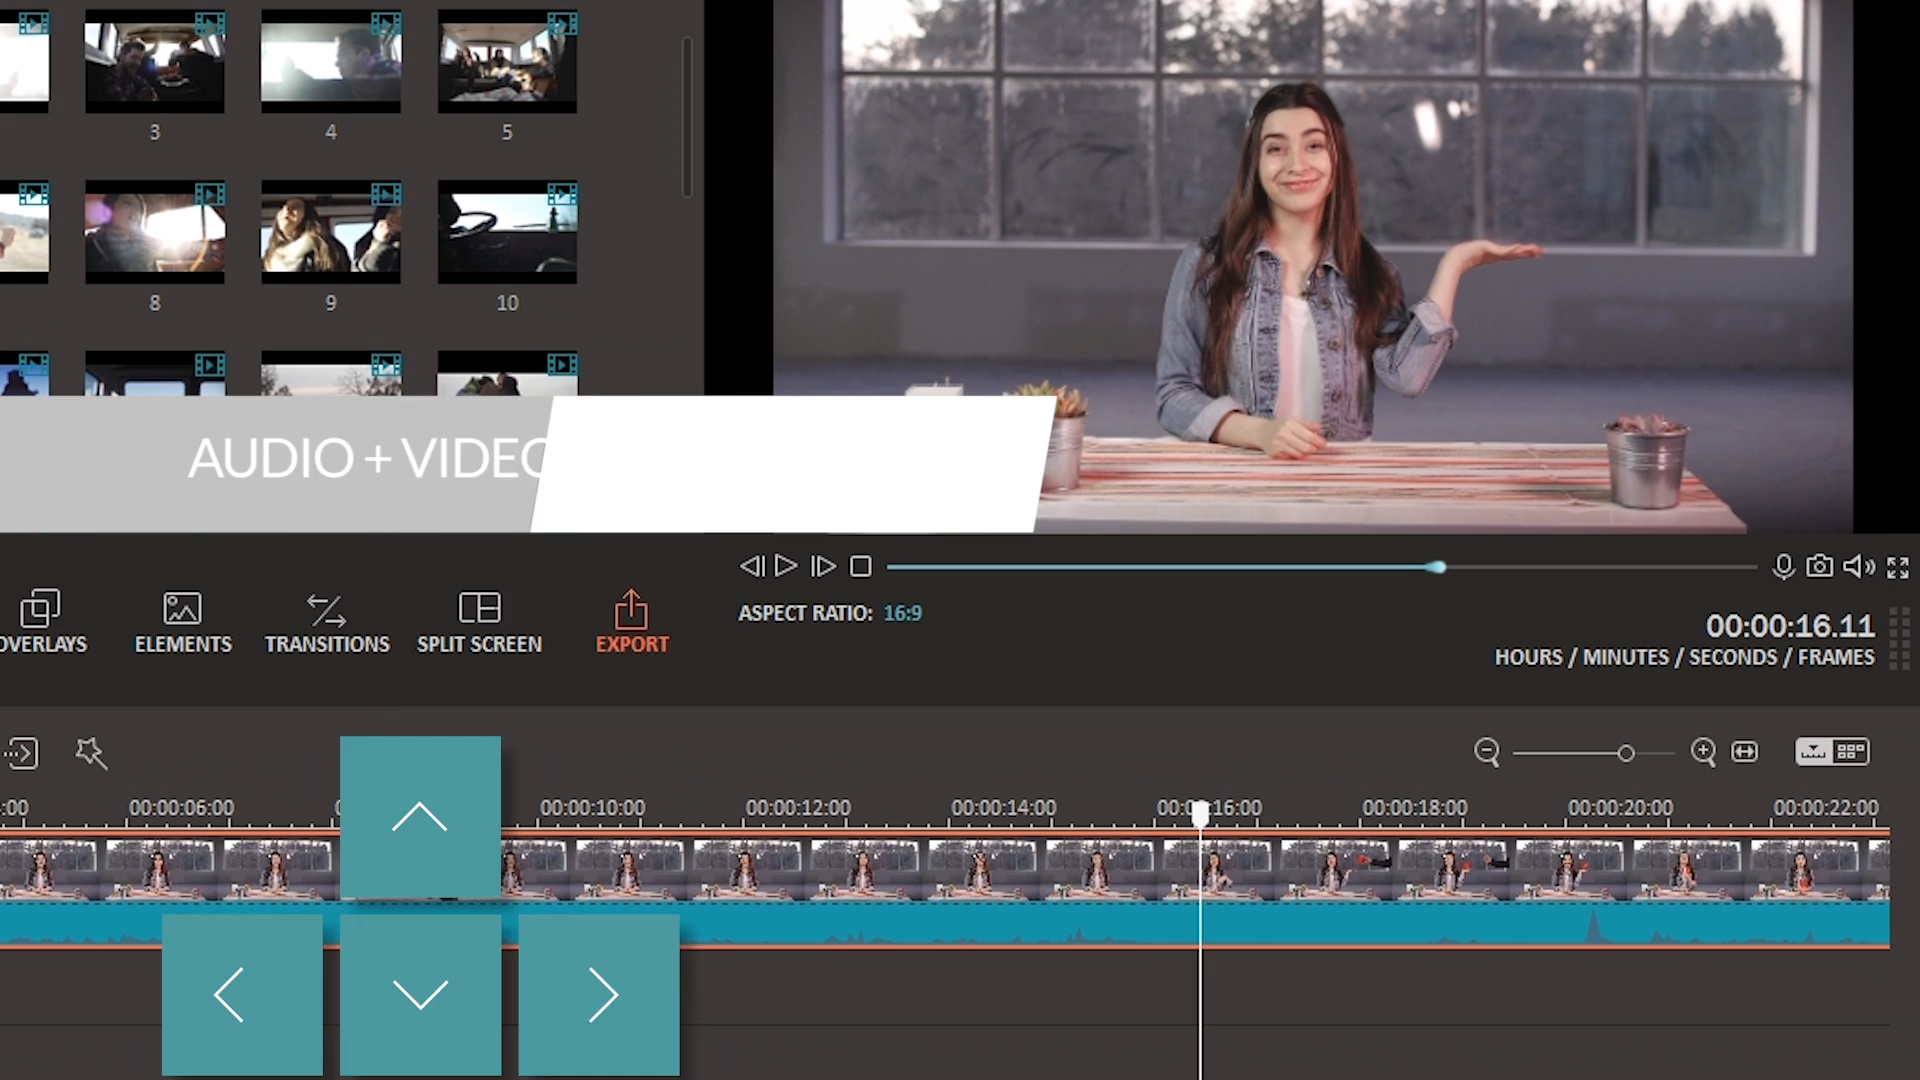 3
4
5
8
9
10
AUDIO + VIDEO
OVERLAYS
ELEMENTS
TRANSITIONS
SPLIT SCREEN
EXPORT
ASPECT RATIO: 16:9
00:00:16.11
HOURS / MINUTES / SECONDS / FRAMES
:00
00:00:06:00
00:00:10:00
00:00:12:00
00:00:14:00
00:00:16:00
00:00:18:00
00:00:20:00
00:00:22:00